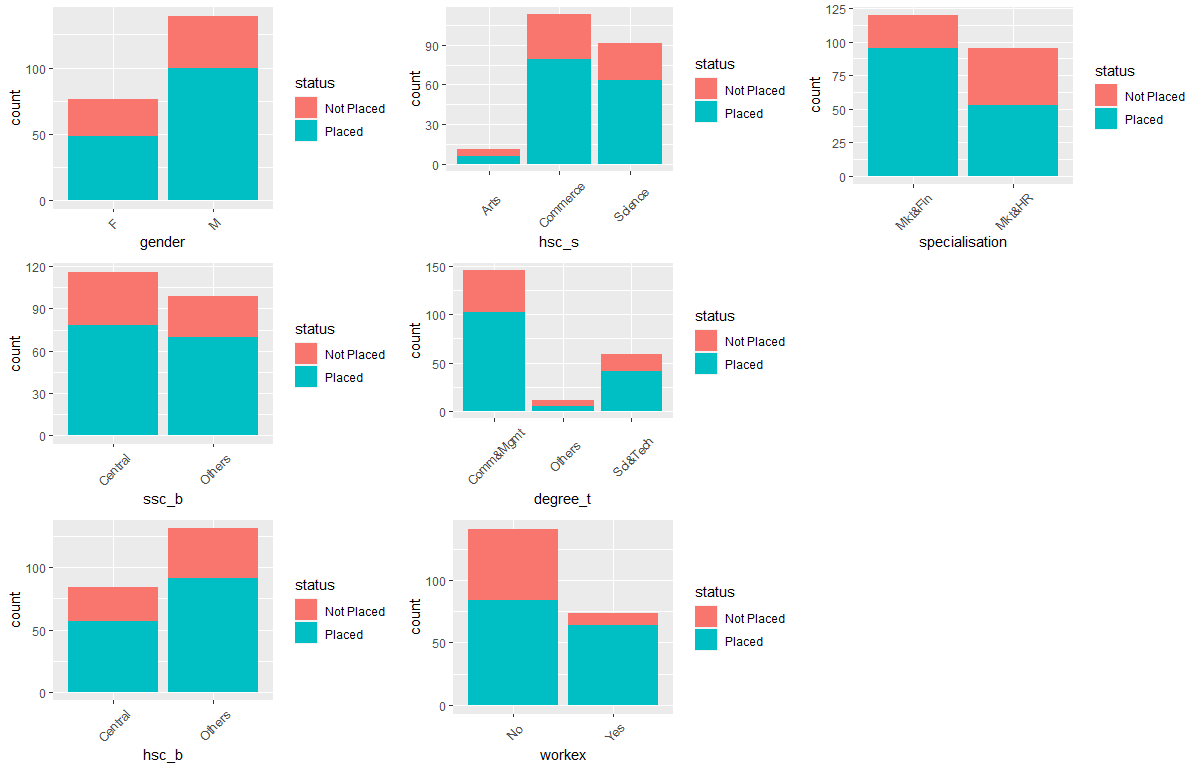 100
50
0
count
F
M
gender
status
Not Placed
Placed
90
60
30
0
count
Arts
Commerce
Science
hsc_s
status
Not Placed
Placed
125
100
75
50
25
0
count
Mkt&Fin
Mkt&HR
specialisation
status
Not Placed
Placed
120
90
60
30
0
count
Central
Others
ssc_b
status
Not Placed
Placed
150
100
50
0
count
Comm&Mgmt
Others
Sci&Tech
degree_t
status
Not Placed
Placed
100
50
0
count
Central
Others
hsc_b
status
Not Placed
Placed
100
50
0
count
No
Yes
workex
status
Not Placed
Placed